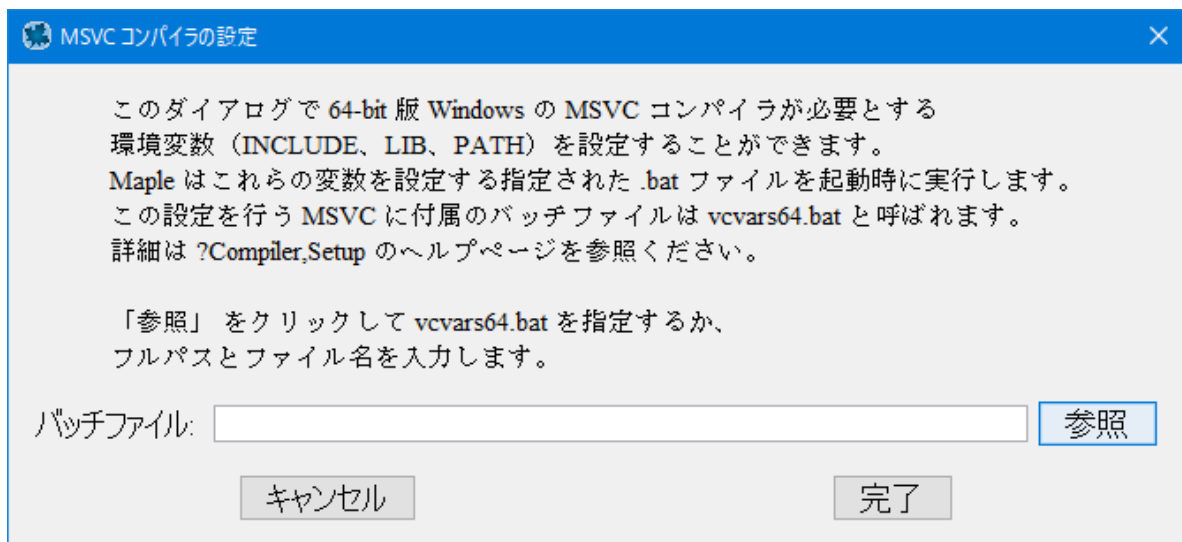 MSVC コンパイラの設定
このダイアログで 64-bit 版 Windows の MSVC コンパイラが必要とする
環境変数（INCLUDE、LIB、PATH）を設定することができます。
Maple はこれらの変数を設定する指定された .bat ファイルを起動時に実行します。
この設定を行う MSVC に付属のバッチファイルは vcvars64.bat と呼ばれます。
詳細は ?Compiler,Setup のヘルプページを参照ください。
「参照」 をクリックして vcvars64.bat を指定するか、
フルパスとファイル名を入力します。
バッチファイル: 参照
キャンセル 完了